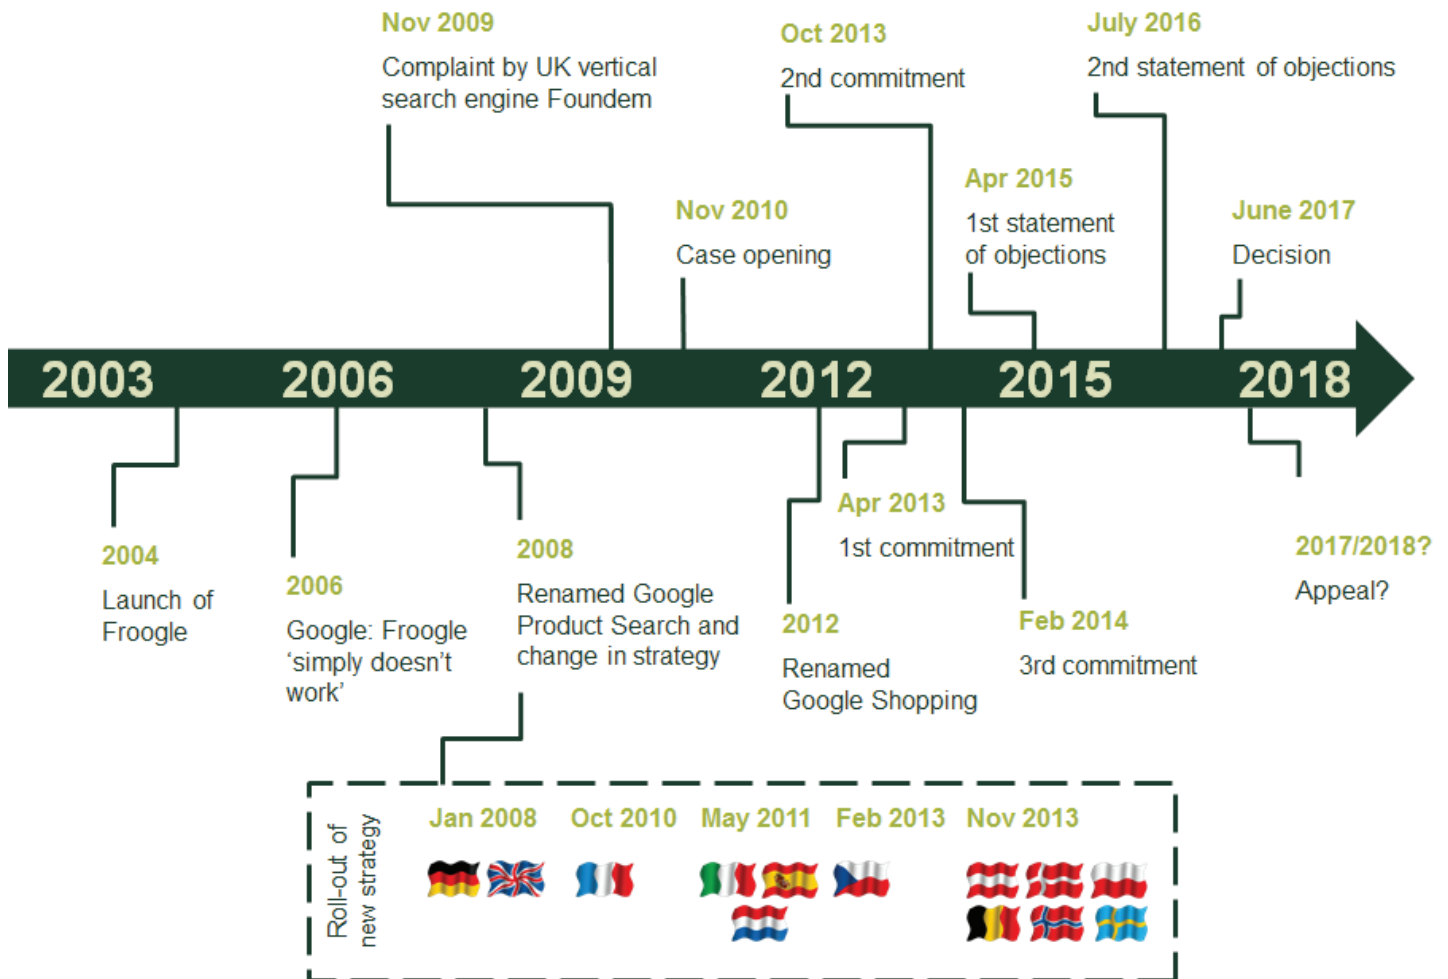 Nov 2009
Complaint by UK vertical
search engine Foundem
Oct 2013
2nd commitment
July 2016
2nd statement of objections
Nov 2010
Case opening
Apr 2015
1st statement
of objections
June 2017
Decision
2003 2006 2009 2012 2015 2018
2004
Launch of
Froogle
2006
Google: Froogle
‘simply doesn’t
work’
2008
Renamed Google
Product Search and
change in strategy
Apr 2013
1st commitment
2012
Renamed
Google Shopping
Feb 2014
3rd commitment
2017/2018?
Appeal?
Roll-out of
new strategy
Jan 2008
Oct 2010
May 2011
Feb 2013
Nov 2013